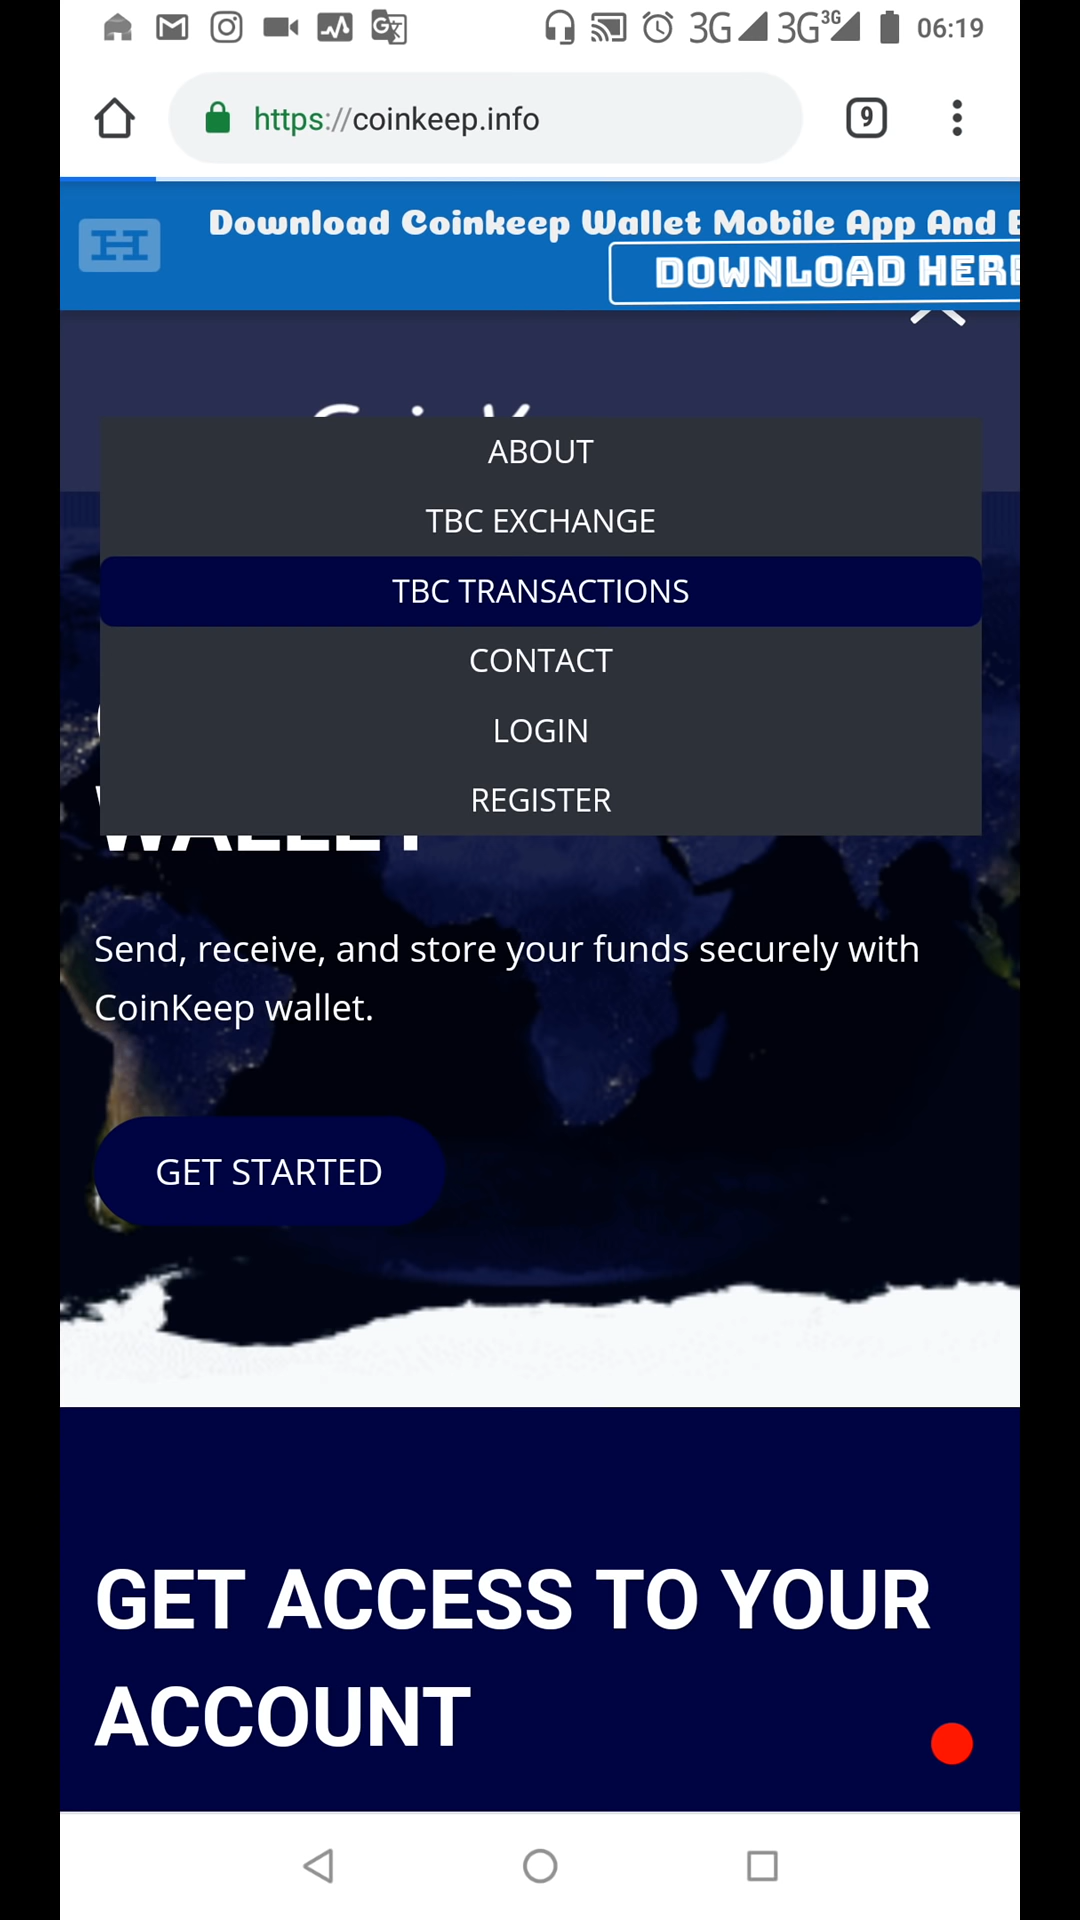 3G 3G 3G 06:19
https://coinkeep.info
9
Download Coinkeep Wallet Mobile App And
DOWNLOAD HERE
ABOUT
TBC EXCHANGE
TBC TRANSACTIONS
CONTACT
LOGIN
REGISTER
WALLET
Send, receive, and store your funds securely with
CoinKeep wallet.
GET STARTED
GET ACCESS TO YOUR
ACCOUNT